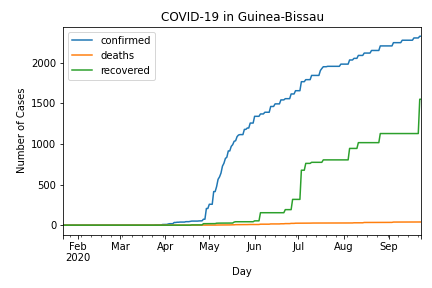 COVID-19 in Guinea-Bissau
confirmed
deaths
recovered
Number of Cases
2000
1500
1000
500
0
Feb Mar Apr May Jun Jul Aug Sep
2020
Day